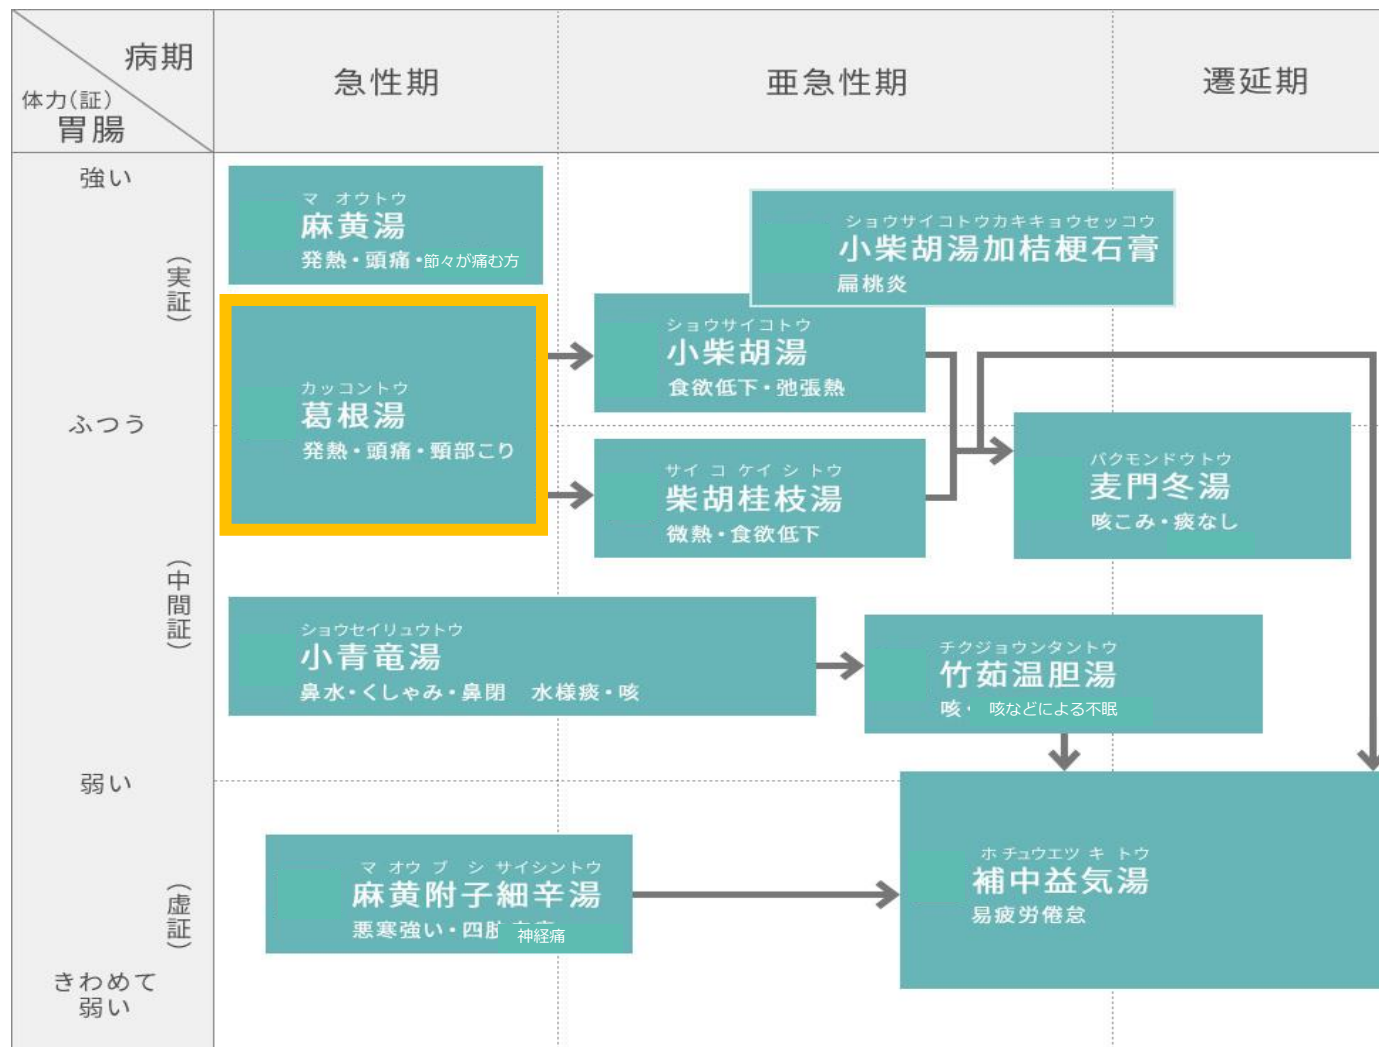 病期
体力(証)
胃腸
急性期
亜急性期
遷延期
強い
(実証)
ふつう
(中間証)
弱い
(虚証)
きわめて
弱い
マオウトウ
麻黄湯
発熱・頭痛・節々が痛む方
カッコントウ
葛根湯
発熱・頭痛・頸部こり
ショウサイコトウカキキョウセッコウ
小柴胡湯加桔梗石膏
扁桃炎
ショウサイコトウ
小柴胡湯
食欲低下・弛張熱
サイコケイシトウ
柴胡桂枝湯
微熱・食欲低下
バクモンドウトウ
麦門冬湯
咳こみ・痰なし
ショウセイリュウトウ
小青竜湯
鼻水・くしゃみ・鼻閉　水様痰・咳
チクジョウンタントウ
竹茹温胆湯
咳・咳などによる不眠
マオウブシサイシントウ
麻黄附子細辛湯
悪寒強い・四肢 神経痛
ホチュウエツキトウ
補中益気湯
易疲労倦怠